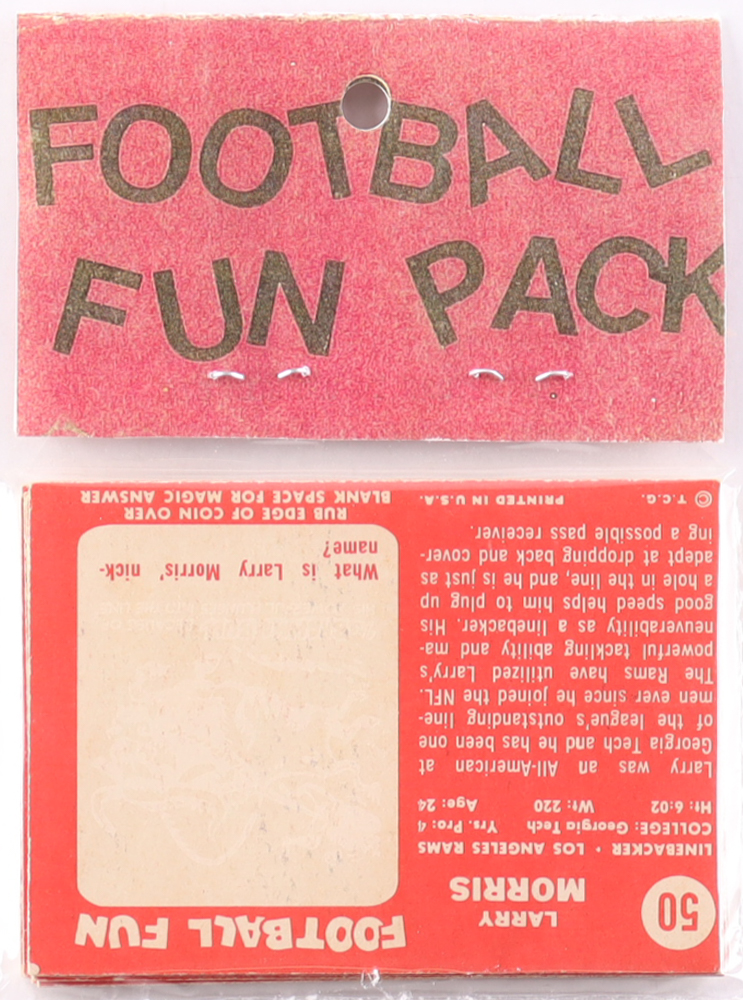 FOOTBALL
FUN PACK
50
LARRY
MORRIS
LINEBACKER • LOS ANGELES RAMS
COLLEGE: Georgia Tech Yrs. Pro: 4
Ht: 6:02 Wt: 220 Age: 24
Larry was an All-American at
Georgia Tech and he has been one
of the league's outstanding line-
men ever since he joined the NFL.
The Rams have utilized Larry's
powerful tackling ability and ma-
neuverability as a linebacker. His
good speed helps him to plug up
a hole in the line, and he is just as
adept at dropping back and cover-
ing a possible pass receiver.
© T.C.G. PRINTED IN U.S.A.
FOOTBALL FUN
What is Larry Morris' nick-
name?
RUB EDGE OF COIN OVER
BLANK SPACE FOR MAGIC ANSWER